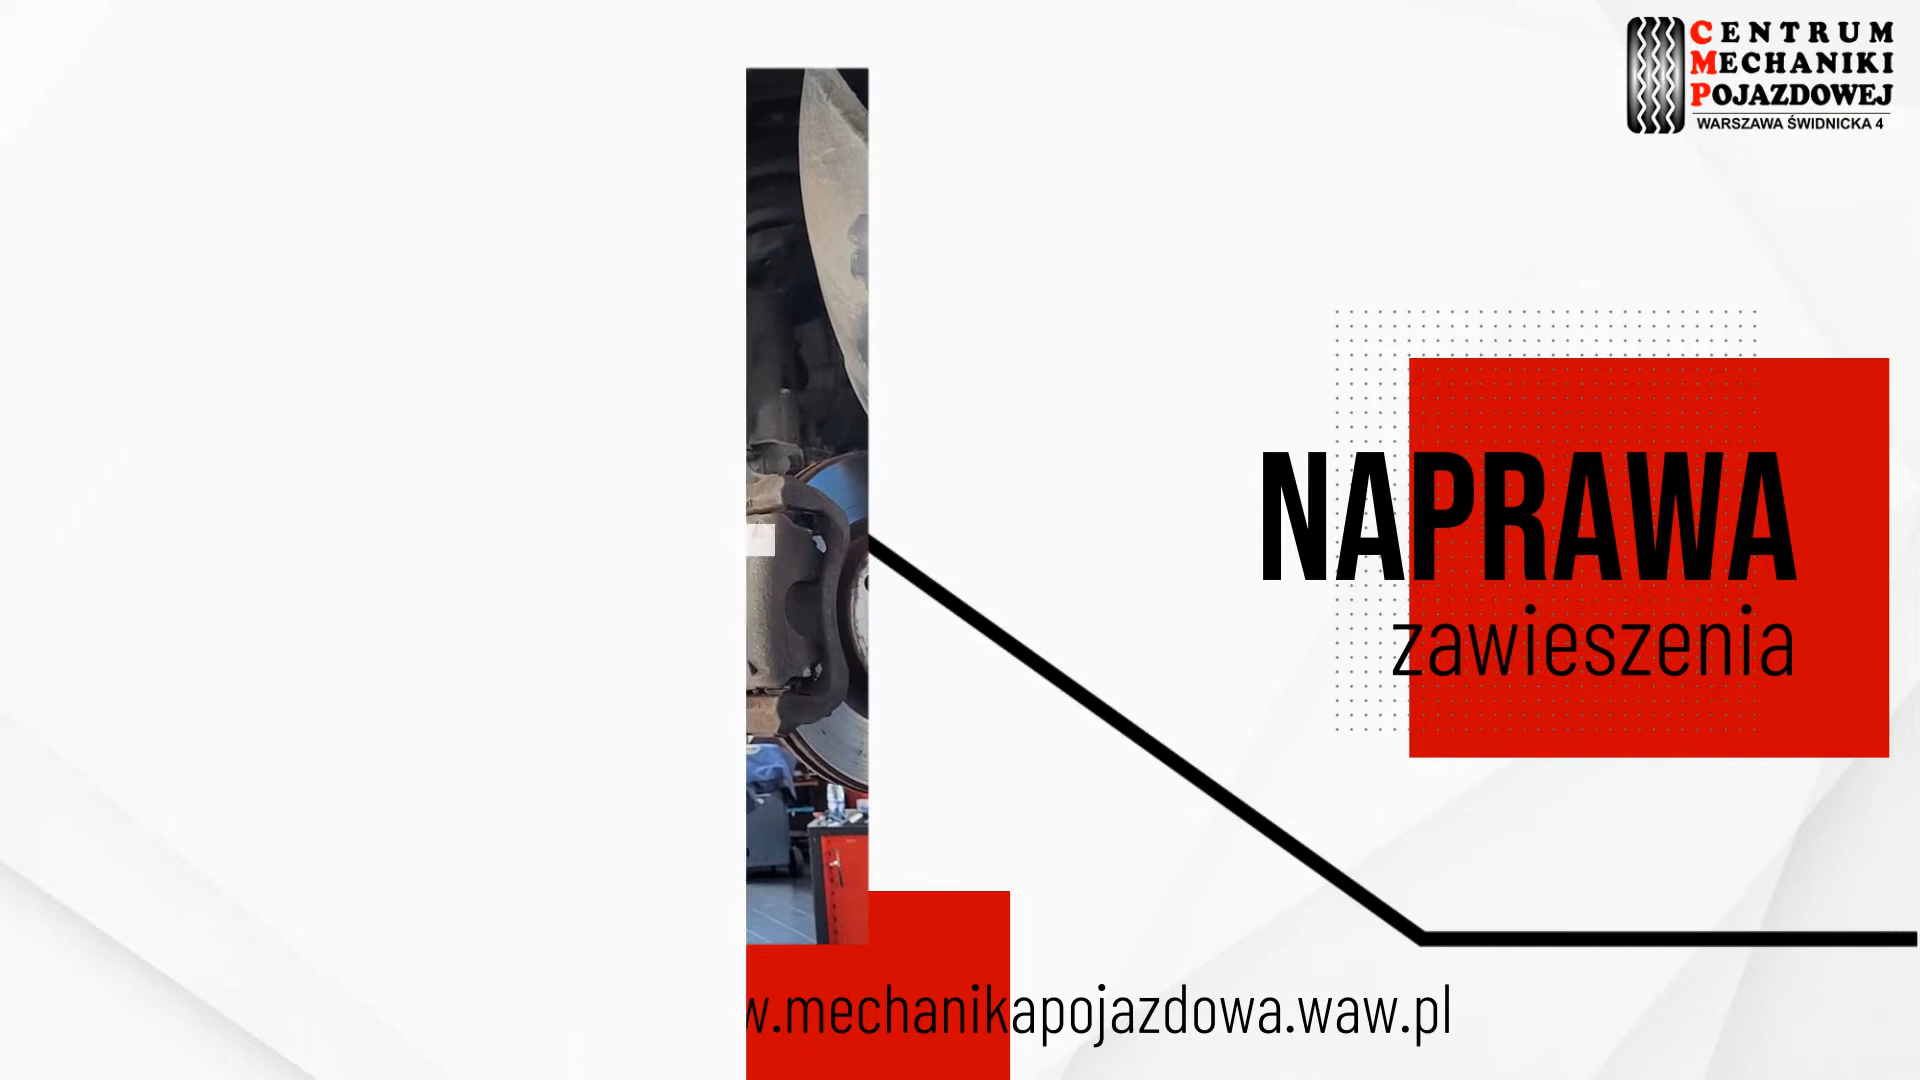 CENTRUM
MECHANIKI
POJAZDOWEJ
WARSZAWA ŚWIDNICKA 4
NAPRAWA
zawieszenia
w.mechanikapojazdowa.waw.pl